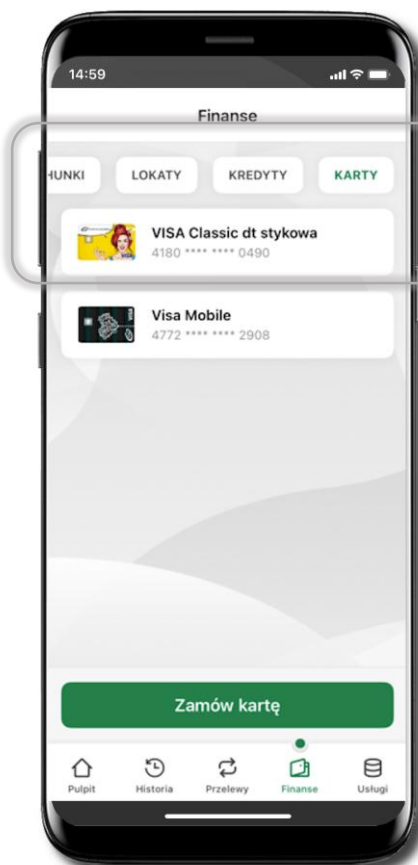 14:59
Finanse
HUNKI LOKATY KREDYTY KARTY
VISA Classic dt stykowa
4180 **** **** 0490
Visa Mobile
4772 **** **** 2908
Zamów kartę
Pulpit Historia Przelewy Finanse Usługi